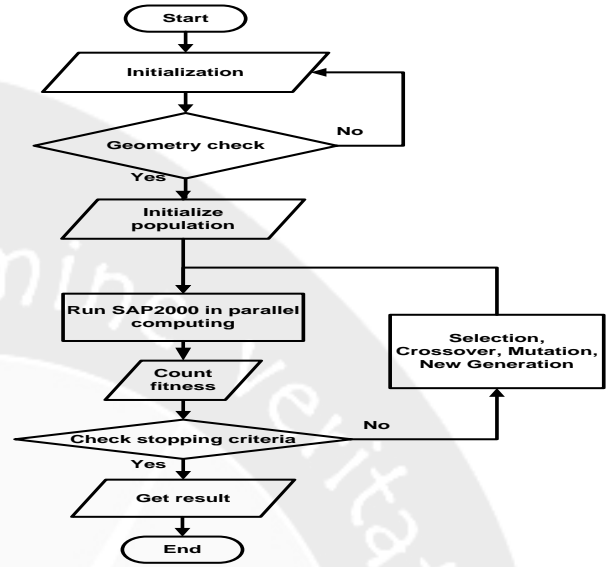 Start
Initialization
Geometry check
No
Yes
Initialize
population
Run SAP2000 in parallel
computing
Selection,
Crossover, Mutation,
New Generation
Count
fitness
Check stopping criteria
No
Yes
Get result
End